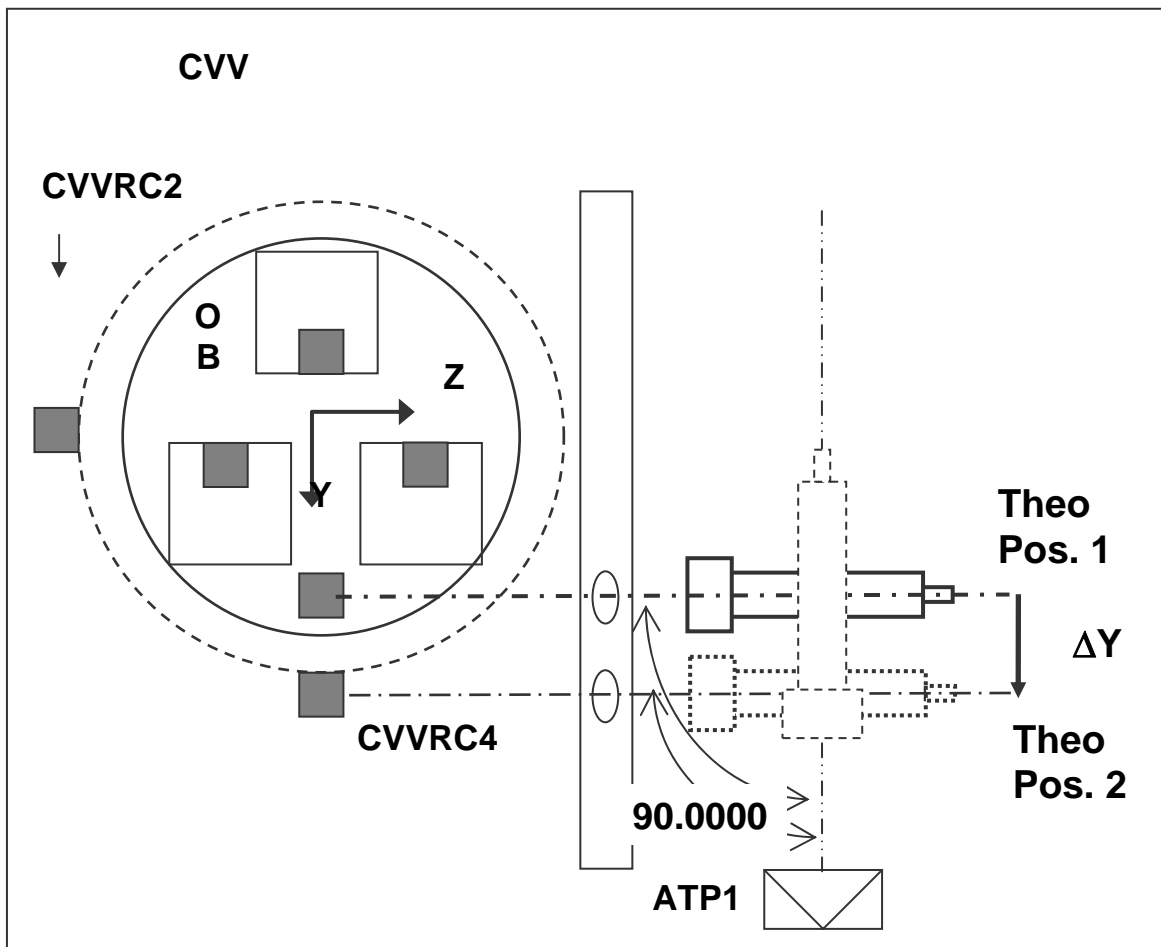 CVV
CVVRC2
O
B
Z
Y
Theo
Pos. 1
ΔY
CVVRC4
Theo
Pos. 2
90.0000
ATP1